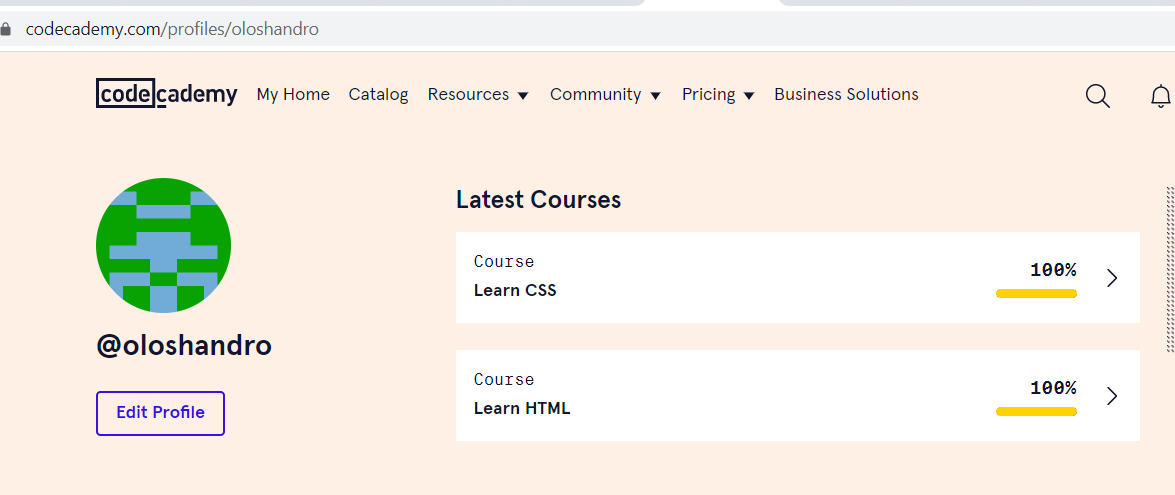 codecademy.com/profiles/oloshandro
codecademy My Home Catalog Resources Community Pricing Business Solutions
@oloshandro
Edit Profile
Latest Courses
Course
Learn CSS
100%
Course
Learn HTML
100%